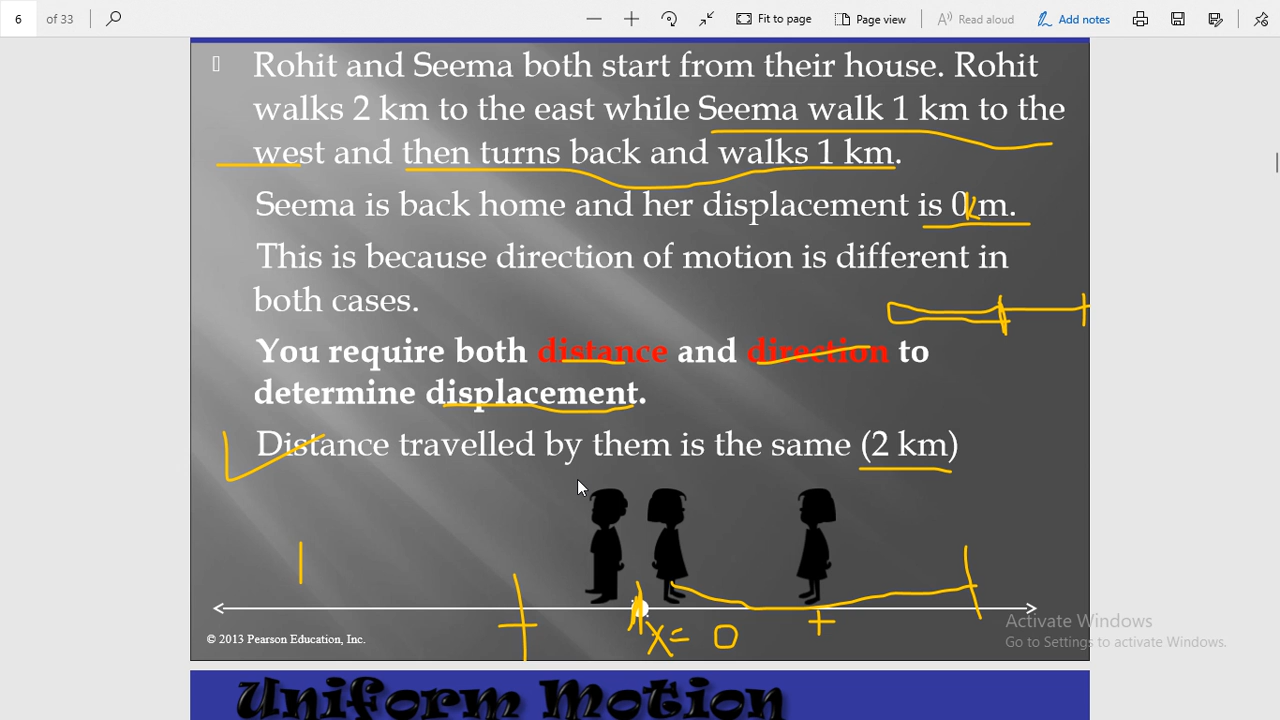 6 of 33 Fit to page Page view Read aloud Add notes
Rohit and Seema both start from their house. Rohit
walks 2 km to the east while Seema walk 1 km to the
west and then turns back and walks 1 km.
Seema is back home and her displacement is 0km.
This is because direction of motion is different in
both cases.
You require both distance and direction to
determine displacement.
Distance travelled by them is the same (2 km)
x = 0 +
Activate Windows
© 2013 Pearson Education, Inc.
Go to Settings to activate Windows.
Uniform Motion